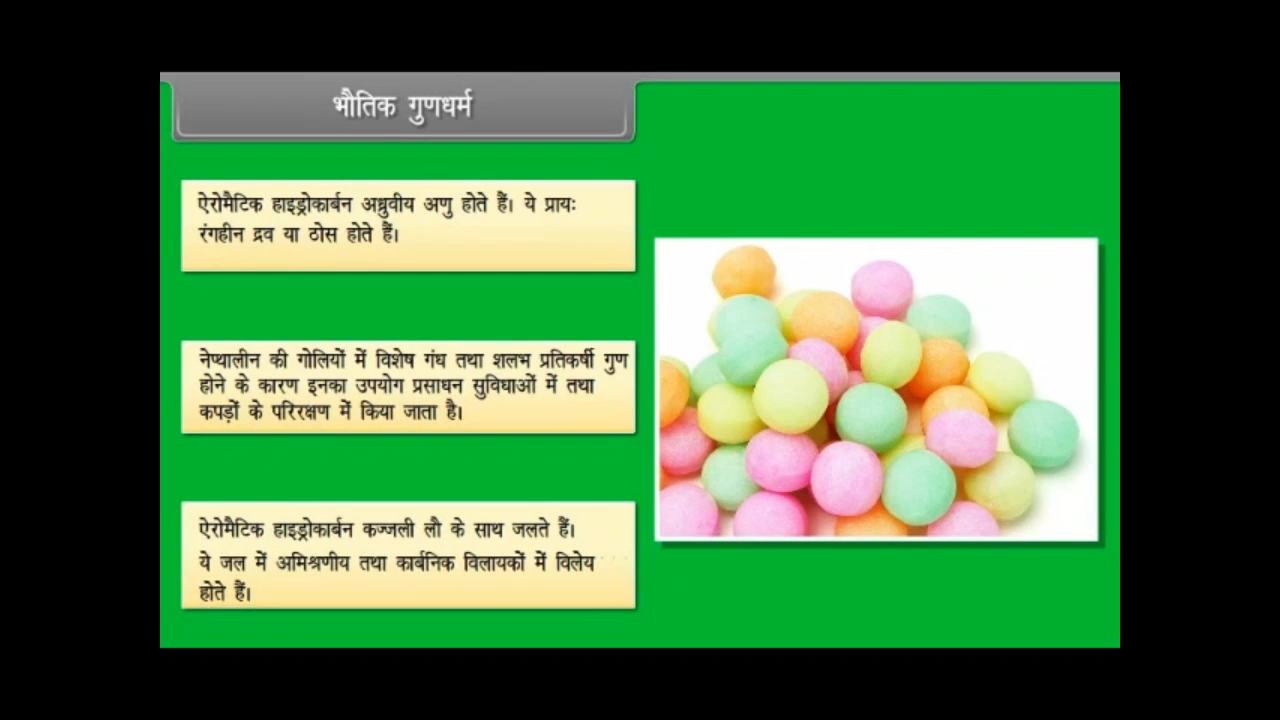 भौतिक गुणधर्म
ऐरोमैटिक हाइड्रोकार्बन अध्रुवीय अणु होते हैं। ये प्रायः
रंगहीन द्रव या ठोस होते हैं।
नेप्थालीन की गोलियों में विशेष गंध तथा शलभ प्रतिकर्षी गुण
होने के कारण इनका उपयोग प्रसाधन सुविघाओं में तथा
कपड़ों के परिरक्षण में किया जाता है।
ऐरोमैटिक हाइड्रोकार्बन कज्जली लौ के साथ जलते हैं।
ये जल में अमिश्रणीय तथा कार्बनिक विलायकों में विलेय
होते हैं।